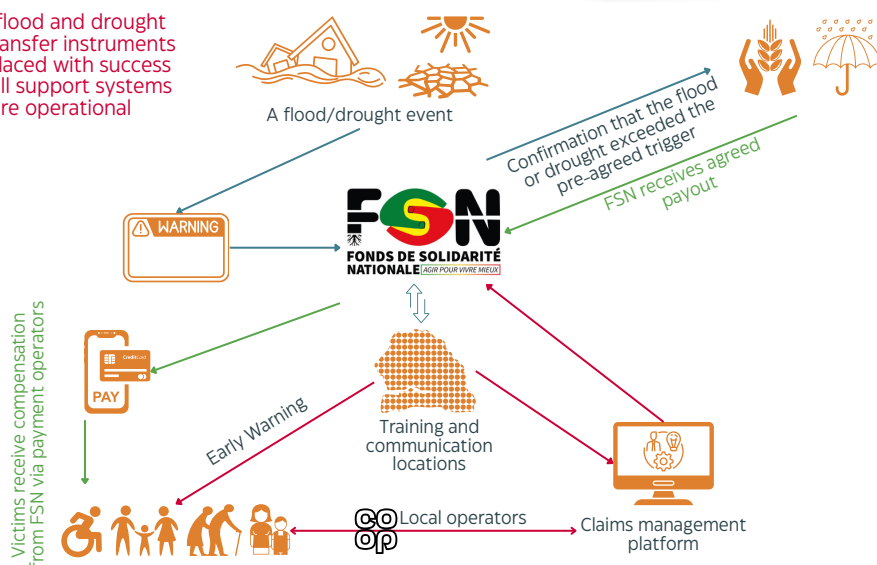 flood and drought
ansfer instruments
laced with success
ll support systems
re operational
A flood/drought event
Confirmation that the flood
or drought exceeded the
pre-agreed trigger
FSN receives agreed
payout
WARNING
FSN
FONDS DE SOLIDARITÉ
NATIONALE AGIR POUR VIVRE MIEUX
Victims receive compensation
from FSN via payment operators
CreditCard
PAY
Early Warning
Training and
communication
locations
CO
OP
Local operators
Claims management
platform